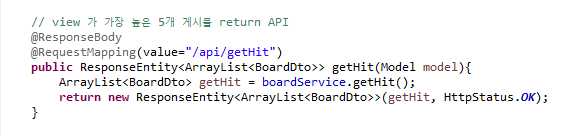 // view 가 가장 높은 5개 게시물 return API
@ResponseBody
@RequestMapping(value="/api/getHit")
public ResponseEntity<ArrayList<BoardDto>> getHit(Model model){
ArrayList<BoardDto> getHit = boardService.getHit();
return new ResponseEntity<ArrayList<BoardDto>>(getHit, HttpStatus.OK);
}